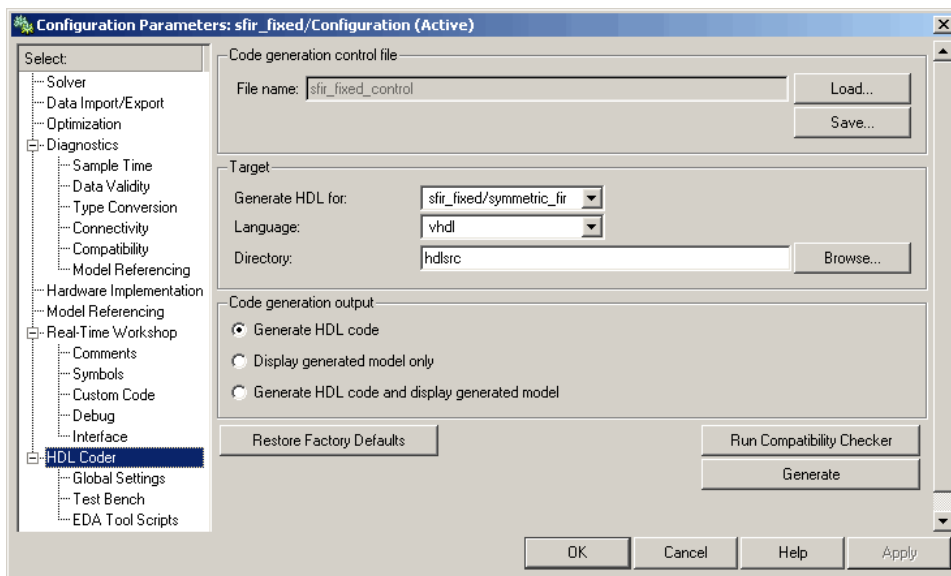 Configuration Parameters: sfir_fixed/Configuration (Active)
Select:
Solver
Data Import/Export
Optimization
Diagnostics
Sample Time
Data Validity
Type Conversion
Connectivity
Compatibility
Model Referencing
Hardware Implementation
Model Referencing
Real-Time Workshop
Comments
Symbols
Custom Code
Debug
Interface
HDL Coder
Global Settings
Test Bench
EDA Tool Scripts
Code generation control file
File name: sfir_fixed_control
Load...
Save...
Target
Generate HDL for: sfir_fixed/symmetric_fir
Language: vhdl
Directory: hdlsrc Browse...
Code generation output
Generate HDL code
Display generated model only
Generate HDL code and display generated model
Restore Factory Defaults Run Compatibility Checker
Generate
OK Cancel Help Apply